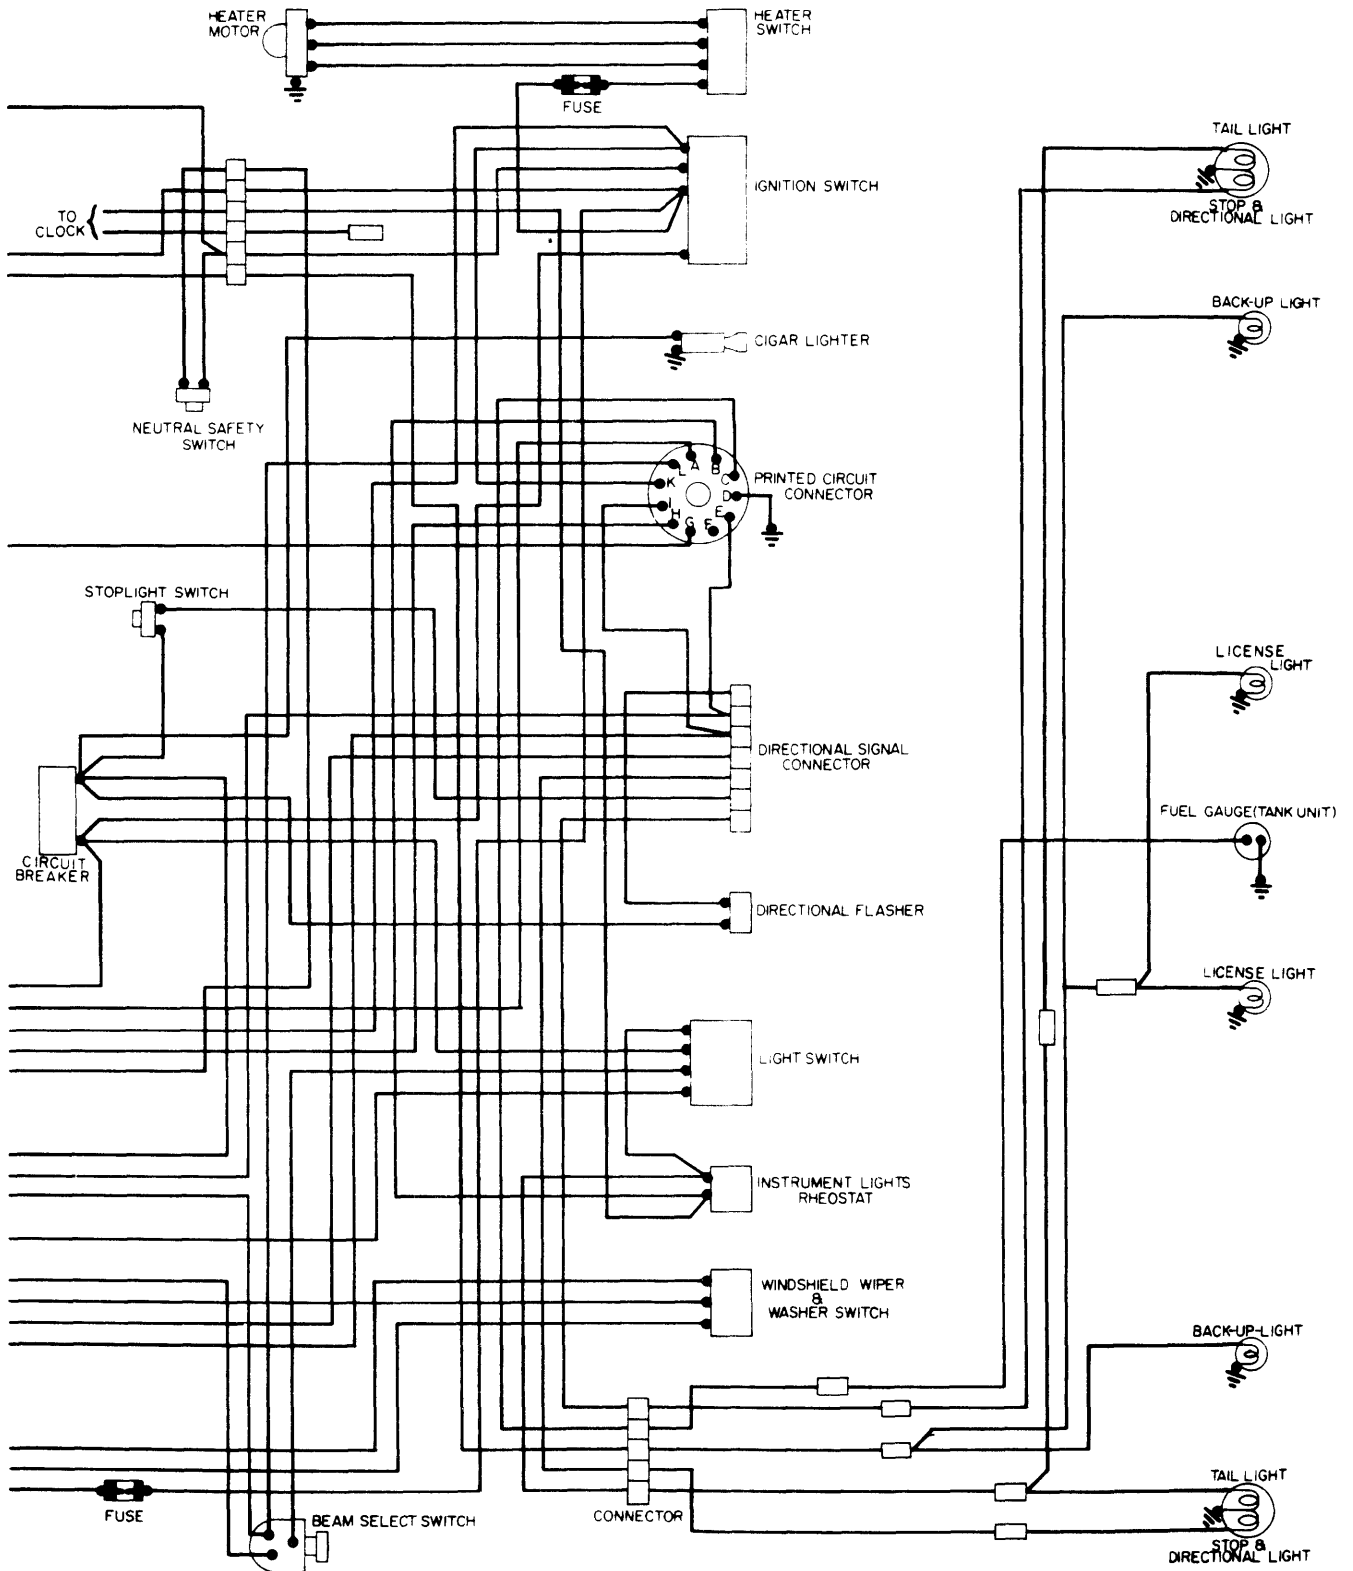 HEATER
MOTOR
HEATER
SWITCH
FUSE
TAIL LIGHT
IGNITION SWITCH
STOP &
DIRECTIONAL LIGHT
TO
CLOCK
BACK-UP LIGHT
CIGAR LIGHTER
NEUTRAL SAFETY
SWITCH
PRINTED CIRCUIT
CONNECTOR
A
B
C
D
E
F
G
H
J
K
L
STOPLIGHT SWITCH
LICENSE
LIGHT
DIRECTIONAL SIGNAL
CONNECTOR
FUEL GAUGE(TANK UNIT)
CIRCUIT
BREAKER
DIRECTIONAL FLASHER
LICENSE LIGHT
LIGHT SWITCH
INSTRUMENT LIGHTS
RHEOSTAT
WINDSHIELD WIPER
&
WASHER SWITCH
BACK-UP-LIGHT
TAIL LIGHT
FUSE
BEAM SELECT SWITCH
CONNECTOR
STOP &
DIRECTIONAL LIGHT